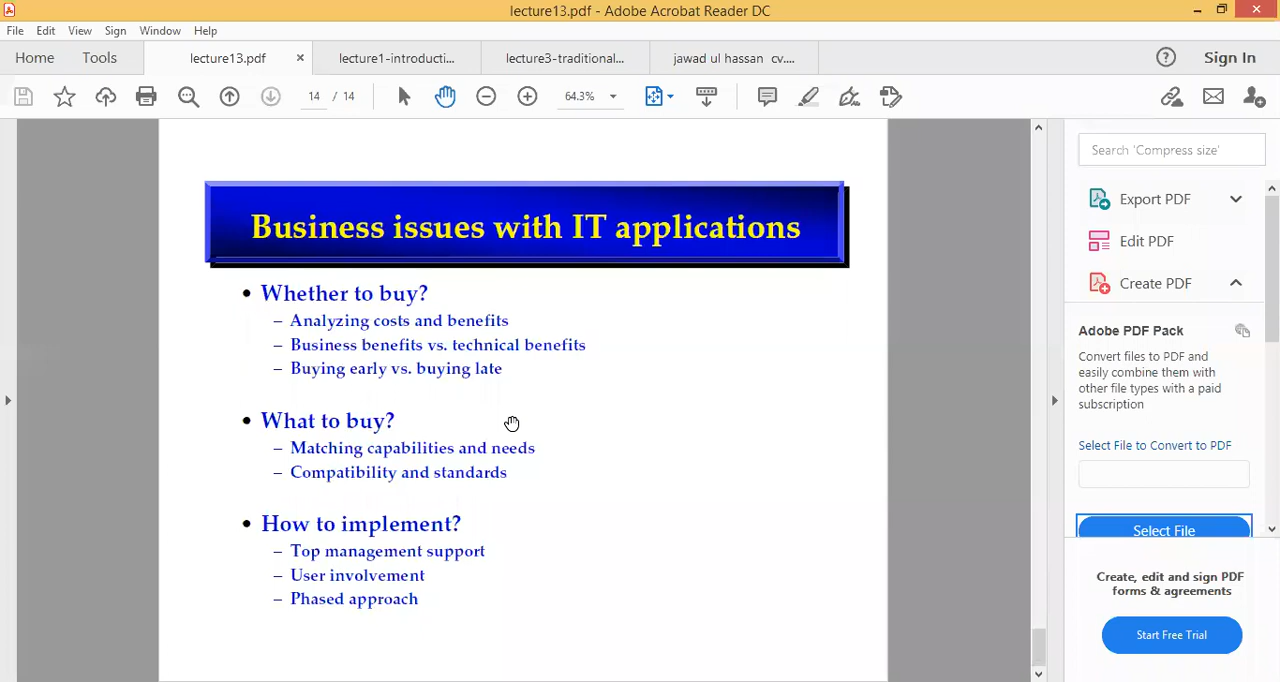 lecture13.pdf - Adobe Acrobat Reader DC
File Edit View Sign Window Help
Home Tools lecture13.pdf × lecture1-introducti... lecture3-traditional... jawad ul hassan cv.... ? Sign In
14 / 14 64.3%
Search 'Compress size'
Business issues with IT applications
• Whether to buy?
– Analyzing costs and benefits
– Business benefits vs. technical benefits
– Buying early vs. buying late
• What to buy?
– Matching capabilities and needs
– Compatibility and standards
• How to implement?
– Top management support
– User involvement
– Phased approach
Export PDF
Edit PDF
Create PDF
Adobe PDF Pack
Convert files to PDF and
easily combine them with
other file types with a paid
subscription
Select File to Convert to PDF
Select File
Create, edit and sign PDF
forms & agreements
Start Free Trial